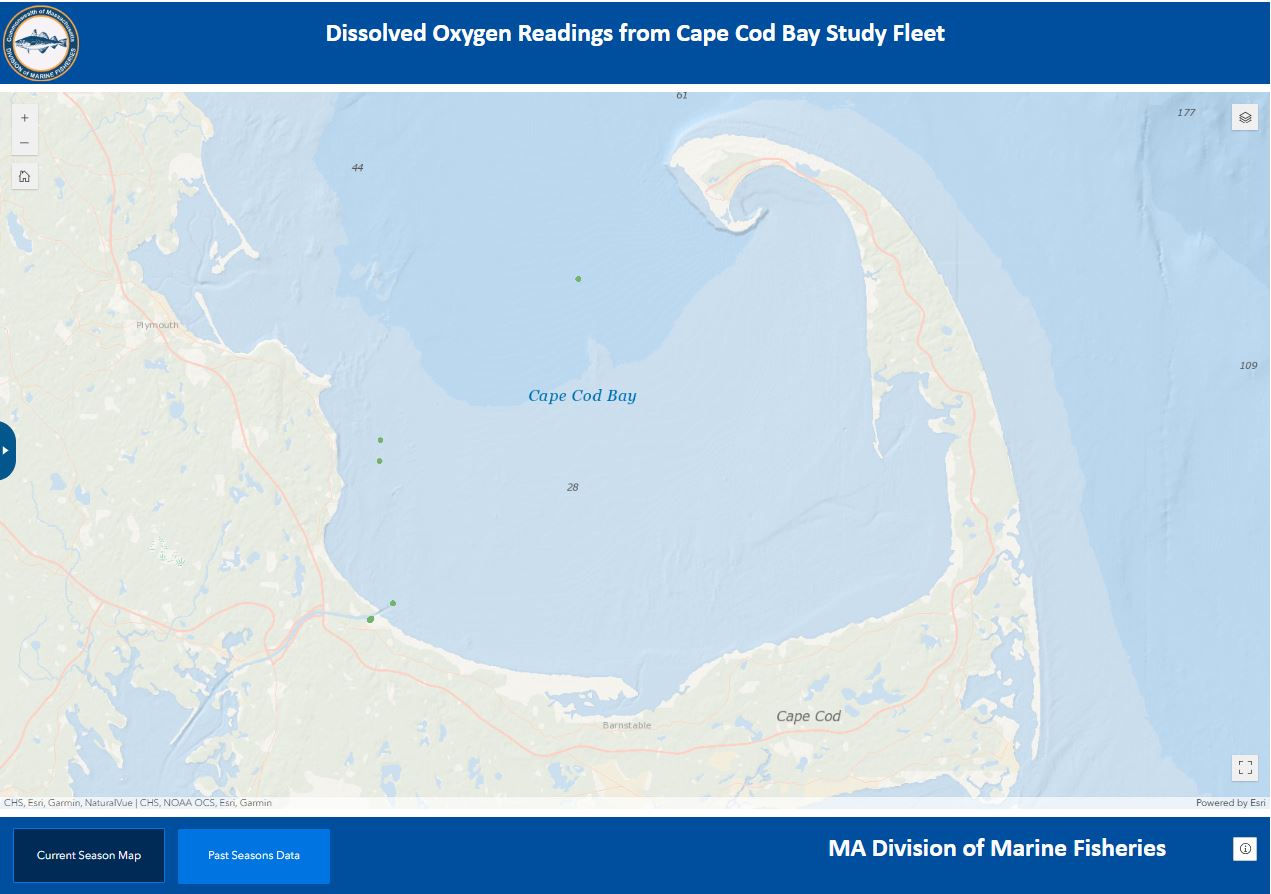 Commonwealth of Massachusetts
DIVISION of MARINE FISHERIES
Dissolved Oxygen Readings from Cape Cod Bay Study Fleet
61
177
44
Plymouth
109
Cape Cod Bay
28
Cape Cod
Barnstable
CHS, Esri, Garmin, NaturalVue | CHS, NOAA OCS, Esri, Garmin
Powered by Esri
Current Season Map
Past Seasons Data
MA Division of Marine Fisheries